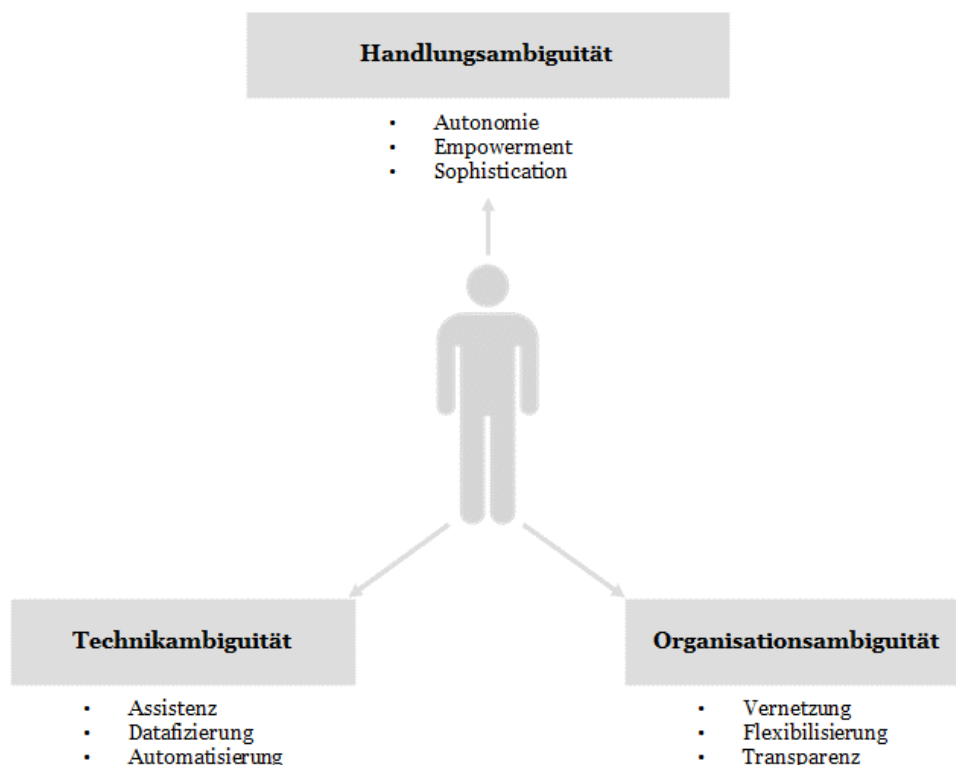 Handlungsambiguität
• Autonomie
• Empowerment
• Sophistication
Technikambiguität
• Assistenz
• Datafizierung
• Automatisierung
Organisationsambiguität
• Vernetzung
• Flexibilisierung
• Transparenz